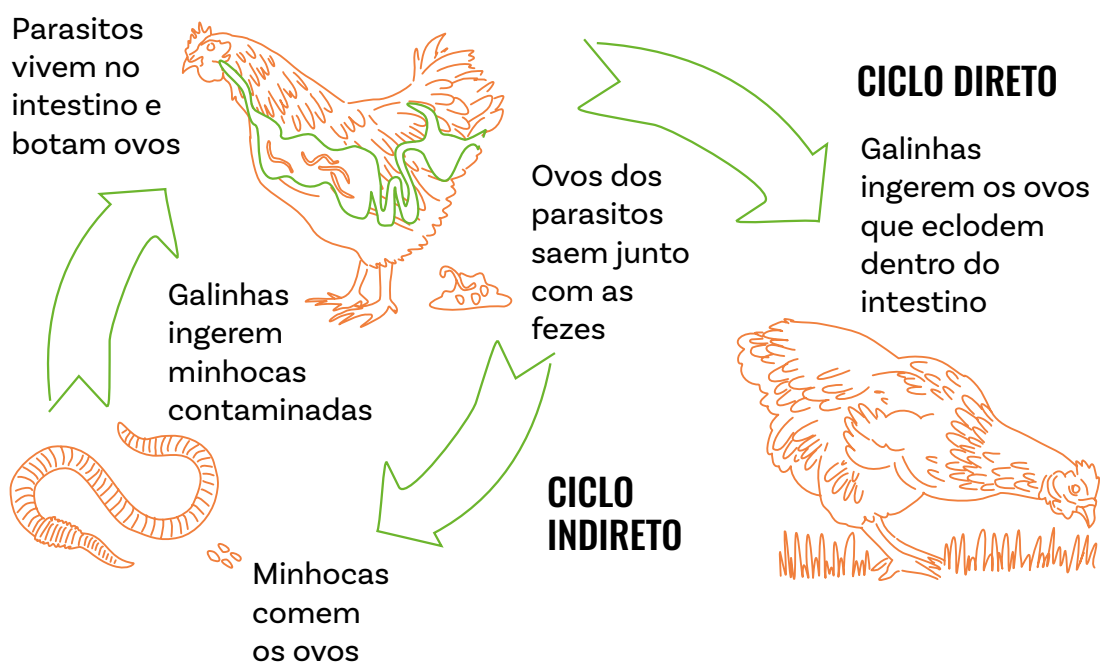 Parasitos
vivem no
intestino e
botam ovos
Ovos dos
parasitos
saem junto
com as
fezes
CICLO DIRETO
Galinhas
ingerem os ovos
que eclodem
dentro do
intestino
CICLO
INDIRETO
Minhocas
comem
os ovos
Galinhas
ingerem
minhocas
contaminadas